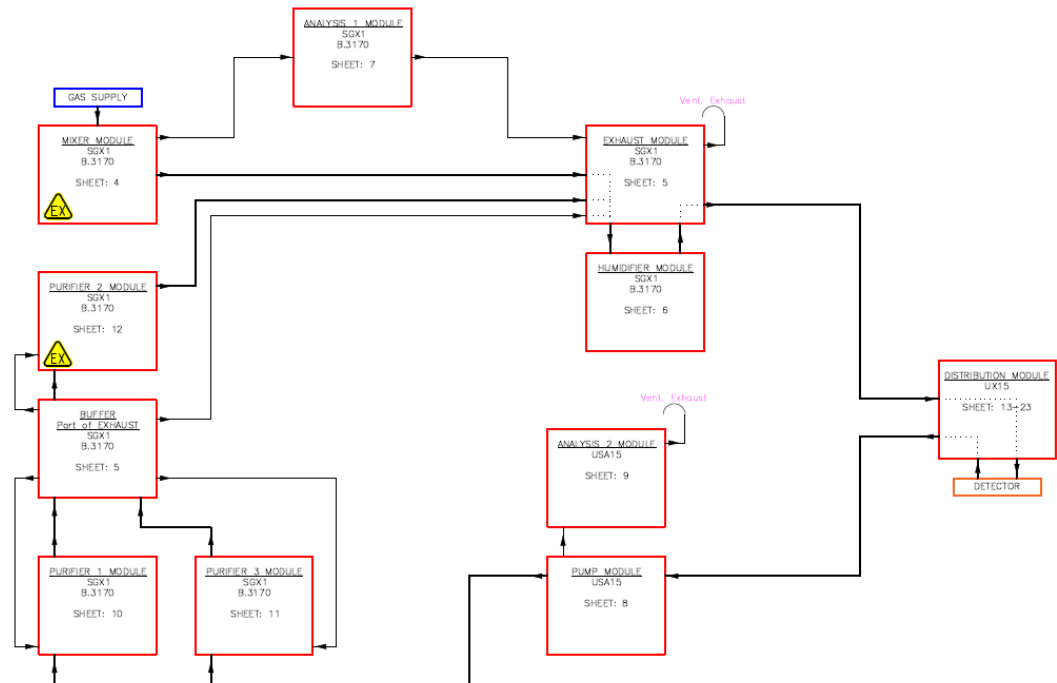 ANALYSIS 1 MODULE
SGX1
B.3170
SHEET: 7
GAS SUPPLY
Vent. Exhaust
MIXER MODULE
SGX1
B.3170
SHEET: 4
EX
EXHAUST MODULE
SGX1
B.3170
SHEET: 5
HUMIDIFIER MODULE
SGX1
B.3170
SHEET: 6
PURIFIER 2 MODULE
SGX1
B.3170
SHEET: 12
EX
DISTRIBUTION MODULE
UX15
SHEET: 13-23
DETECTOR
BUFFER
Part of EXHAUST
SGX1
B.3170
SHEET: 5
Vent. Exhaust
ANALYSIS 2 MODULE
USA15
SHEET: 9
PURIFIER 1 MODULE
SGX1
B.3170
SHEET: 10
PURIFIER 3 MODULE
SGX1
B.3170
SHEET: 11
PUMP MODULE
USA15
SHEET: 8